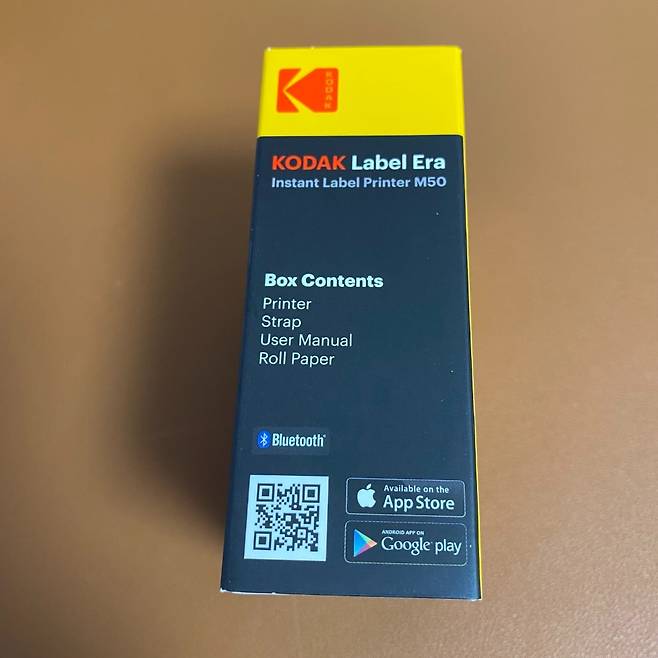 KODAK
KODAK Label Era
Instant Label Printer M50
Box Contents
Printer
Strap
User Manual
Roll Paper
Bluetooth®
Available on the
App Store
ANDROID APP ON
Google play